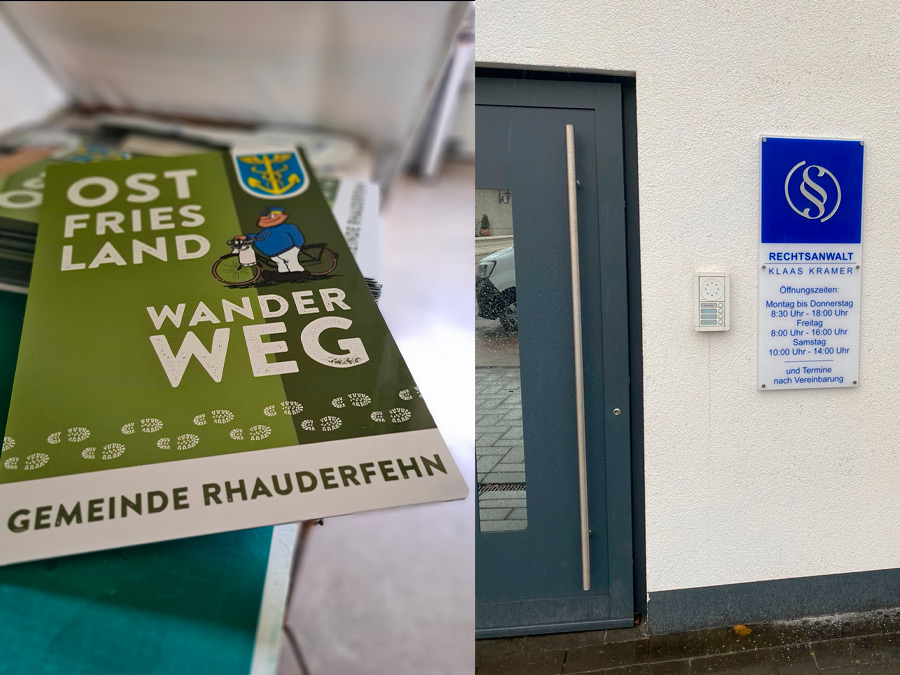 OST
FRIES
LAND
WANDER
WEG
GEMEINDE RHAUDERFEHN
RECHTSANWALT
KLAAS KRAMER
Öffnungszeiten:
Montag bis Donnerstag
8:30 Uhr - 18:00 Uhr
Freitag
8:00 Uhr - 16:00 Uhr
Samstag
10:00 Uhr - 14:00 Uhr
und Termine
nach Vereinbarung